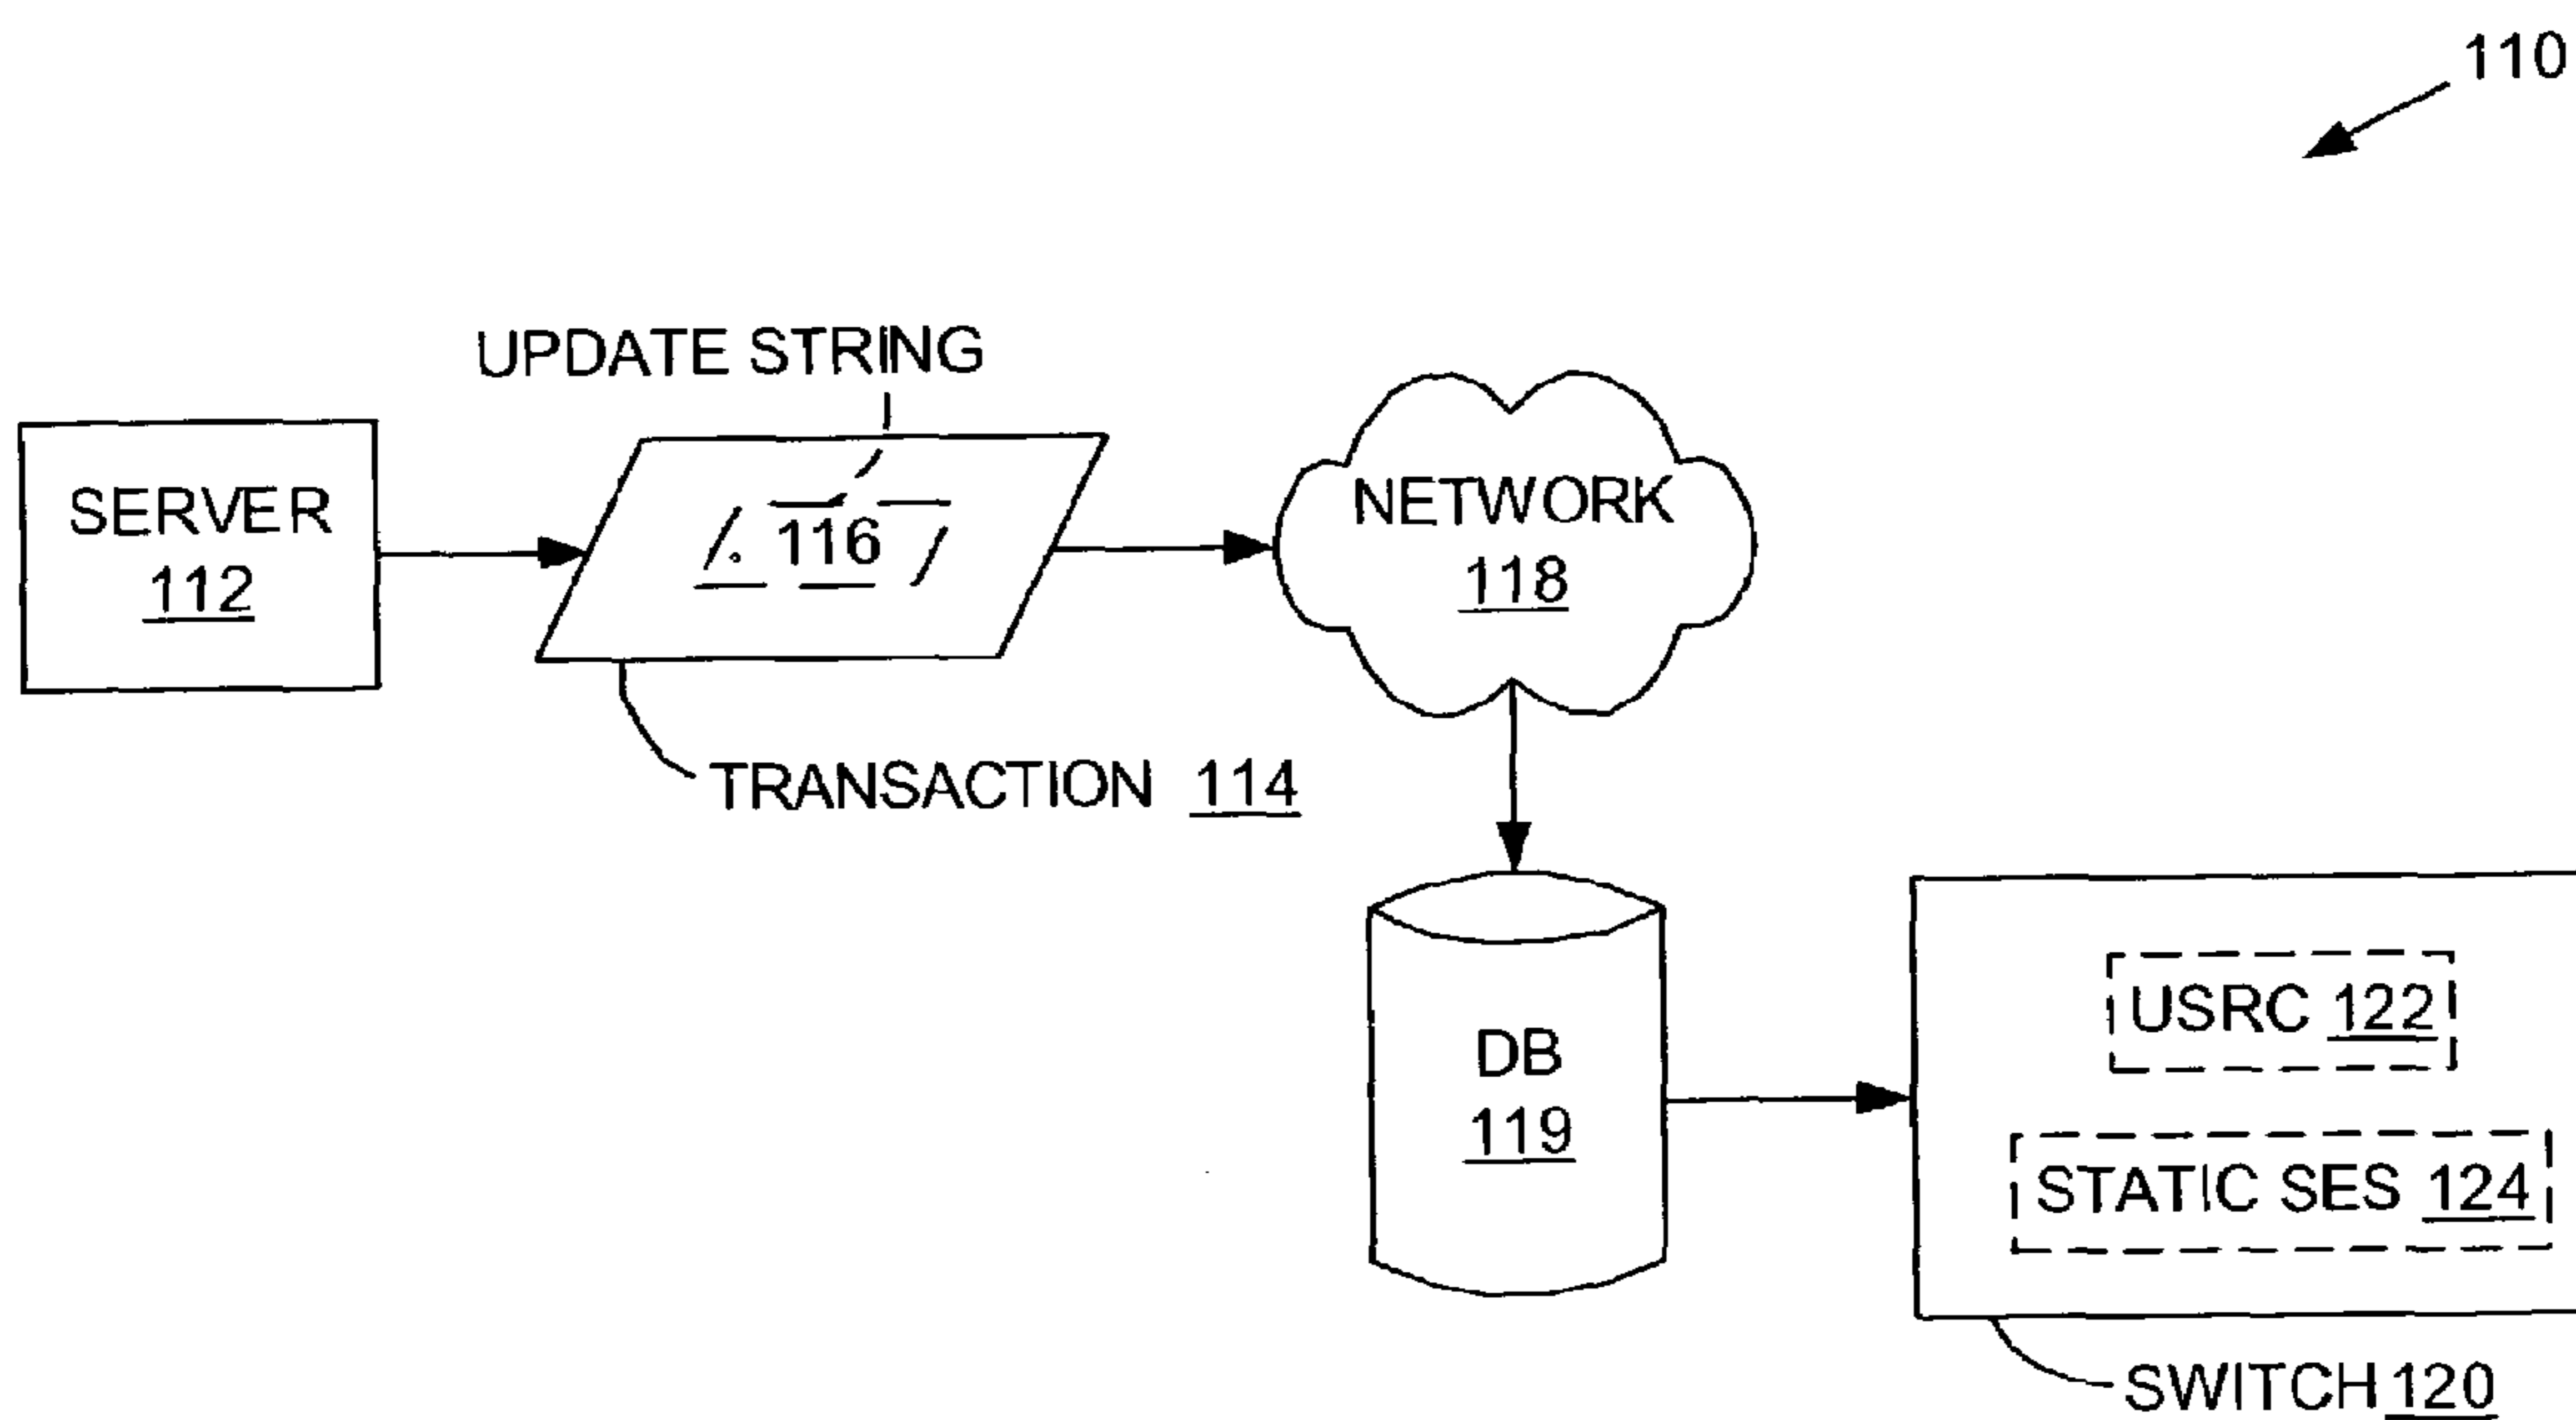 110
UPDATE STRING
SERVER
112
116
NETWORK
118
TRANSACTION 114
DB
119
USRC 122
STATIC SES 124
SWITCH 120